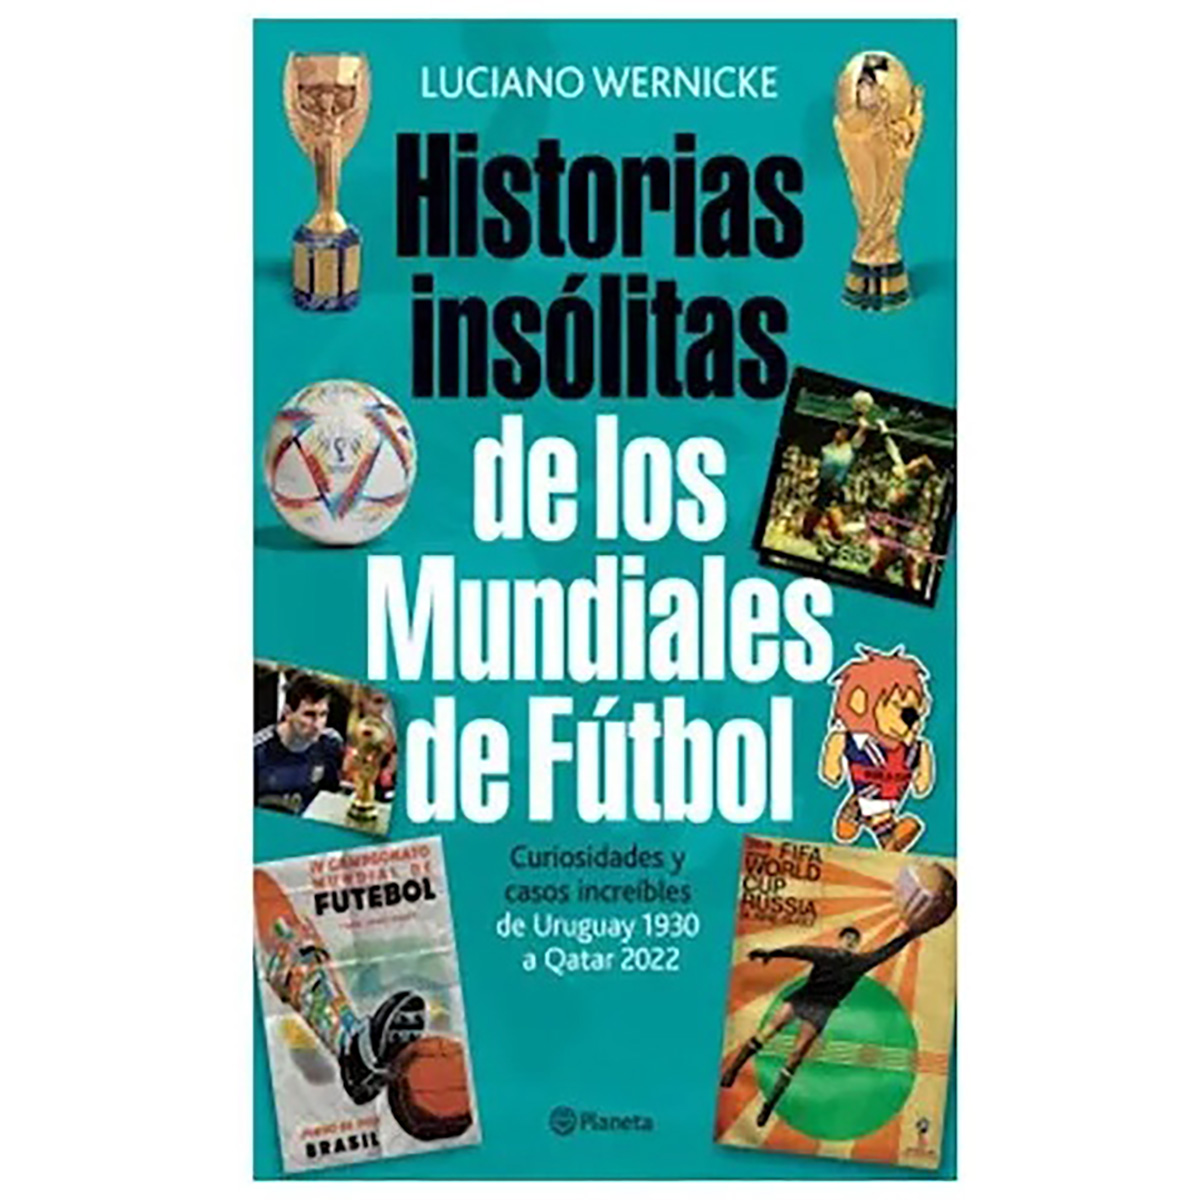 LUCIANO WERNICKE
Historias
insólitas
de los
Mundiales
de Fútbol
Curiosidades y
casos increíbles
de Uruguay 1930
a Qatar 2022
IV CAMPEONATO
MUNDIAL DE
FUTEBOL
BRASIL
FIFA
WORLD
CUP
RUSSIA
Planeta